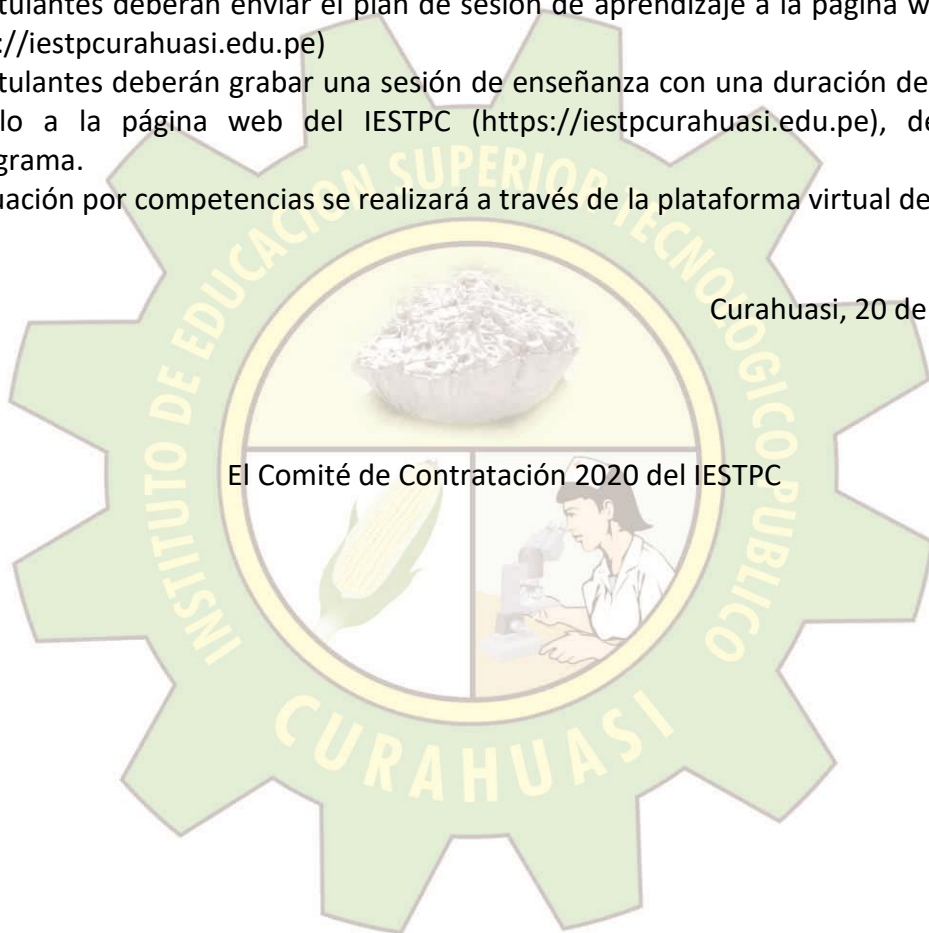 tulantes deberán enviar el plan de sesión de aprendizaje a la página w
://iestpcurahuasi.edu.pe)
tulantes deberán grabar una sesión de enseñanza con una duración de
lo a la página web del IESTPC (https://iestpcurahuasi.edu.pe), de
grama.
uación por competencias se realizará a través de la plataforma virtual de
Curahuasi, 20 de
El Comité de Contratación 2020 del IESTPC
INSTITUTO DE EDUCACION SUPERIOR TECNOLOGICO PUBLICO
CURAHUASI